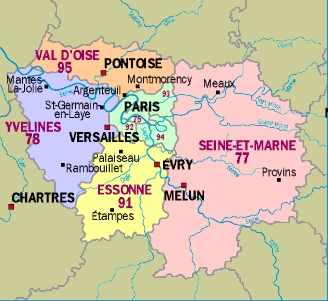 VAL D'OISE
95
PONTOISE
Mantes-
La-Jolie
Argenteuil
Montmorency
93
Meaux
St-Germain
en-Laye
PARIS
75
92
YVELINES
78
VERSAILLES
94
SEINE-ET-MARNE
77
Palaiseau
Rambouillet
ÉVRY
ESSONNE
91
MELUN
Provins
CHARTRES
Étampes